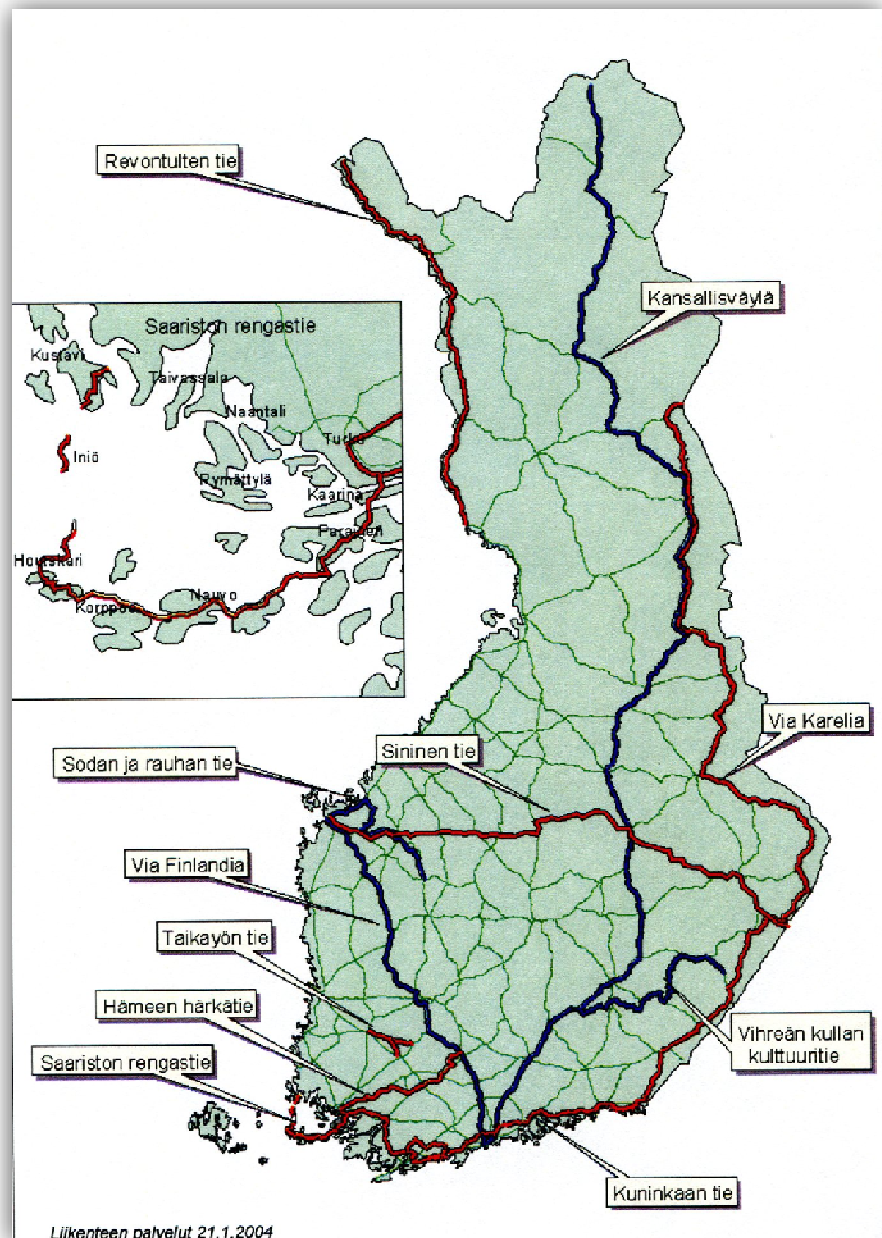 Revontulten tie
Kansallisväylä
Saariston rengastie
Kustavi
Taivassalo
Naantali
Turku
Iniö
Rymättylä
Kaarina
Parainen
Houtskari
Nauvo
Korppoo
Via Karelia
Sininen tie
Sodan ja rauhan tie
Via Finlandia
Taikayön tie
Hämeen härkätie
Vihreän kullan
kulttuuritie
Saariston rengastie
Kuninkaan tie
Liikenteen palvelut 21.1.2004